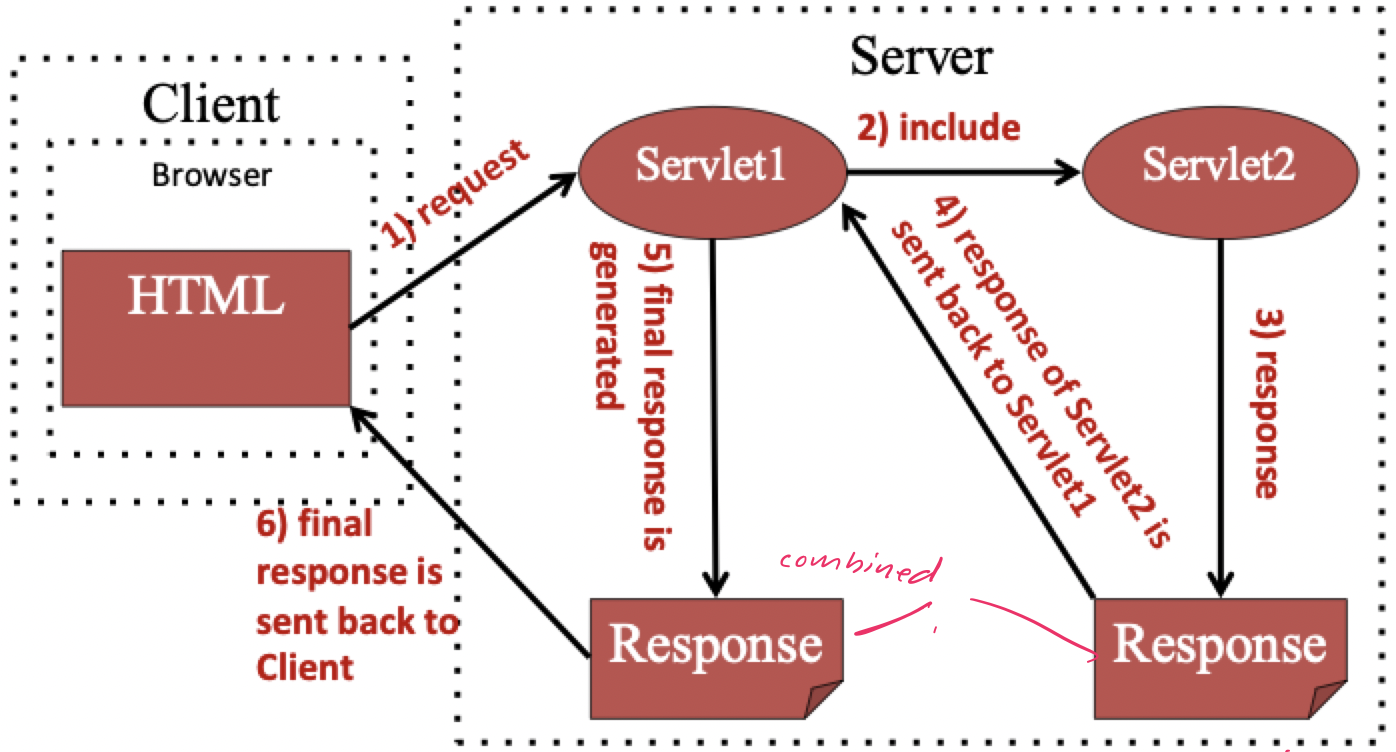 Server
Client
Browser
HTML
1) request
Servlet1
2) include
Servlet2
3) response
4) response of Servlet2 is
sent back to Servlet1
5) final response is
generated
6) final
response is
sent back to
Client
combined
Response
Response